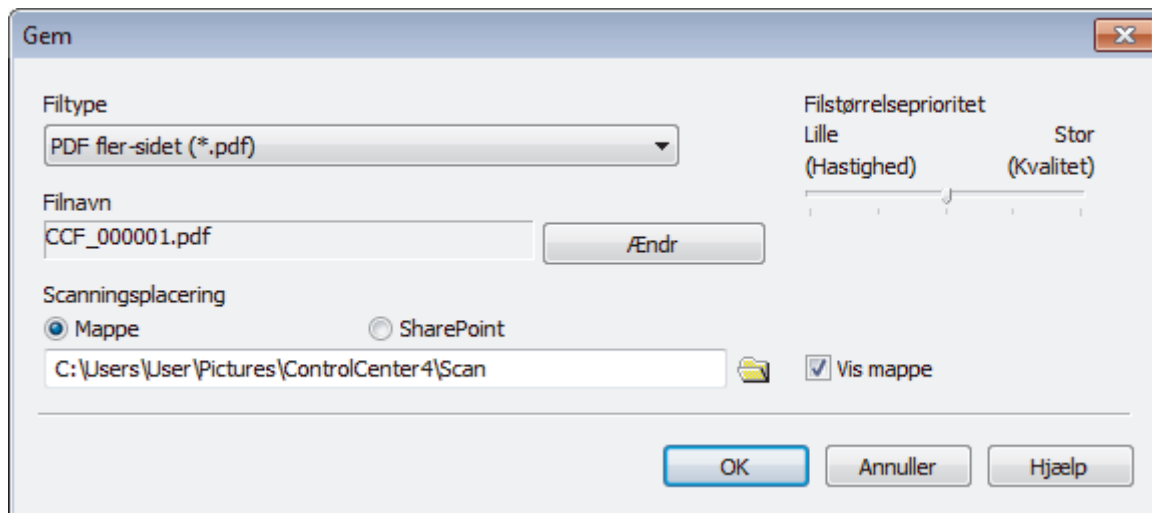 Gem
Filtype
PDF fler-sidet (*.pdf)
Filnavn
CCF_000001.pdf
Ændr
Scanningsplacering
Mappe
SharePoint
C:\Users\User\Pictures\ControlCenter4\Scan
Filstørrelseprioritet
Lille Stor
(Hastighed) (Kvalitet)
Vis mappe
OK Annuller Hjælp